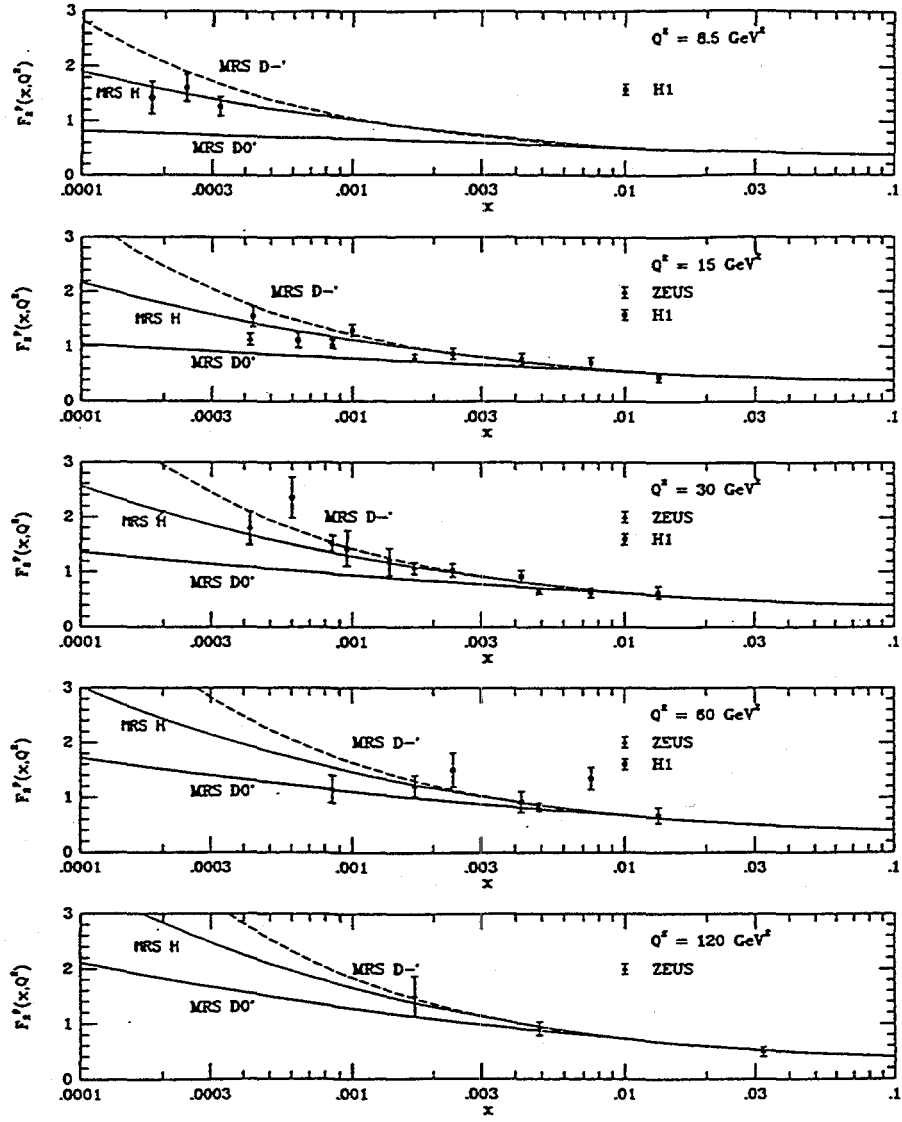 3
Q² = 8.5 GeV²
MRS D-'
2
MRS H
H1
F₂ᵖ(x,Q²)
1
MRS D0'
0
.0001 .0003 .001 .003 .01 .03 .1
x
3
Q² = 15 GeV²
MRS D-'
ZEUS
2
MRS H
H1
F₂ᵖ(x,Q²)
1
MRS D0'
0
.0001 .0003 .001 .003 .01 .03 .1
x
3
Q² = 30 GeV²
MRS D-'
ZEUS
2
MRS H
H1
F₂ᵖ(x,Q²)
1
MRS D0'
0
.0001 .0003 .001 .003 .01 .03 .1
x
3
Q² = 60 GeV²
MRS H
MRS D-'
ZEUS
2
H1
F₂ᵖ(x,Q²)
MRS D0'
1
0
.0001 .0003 .001 .003 .01 .03 .1
x
3
Q² = 120 GeV²
MRS H
MRS D-'
ZEUS
2
F₂ᵖ(x,Q²)
MRS D0'
1
0
.0001 .0003 .001 .003 .01 .03 .1
x